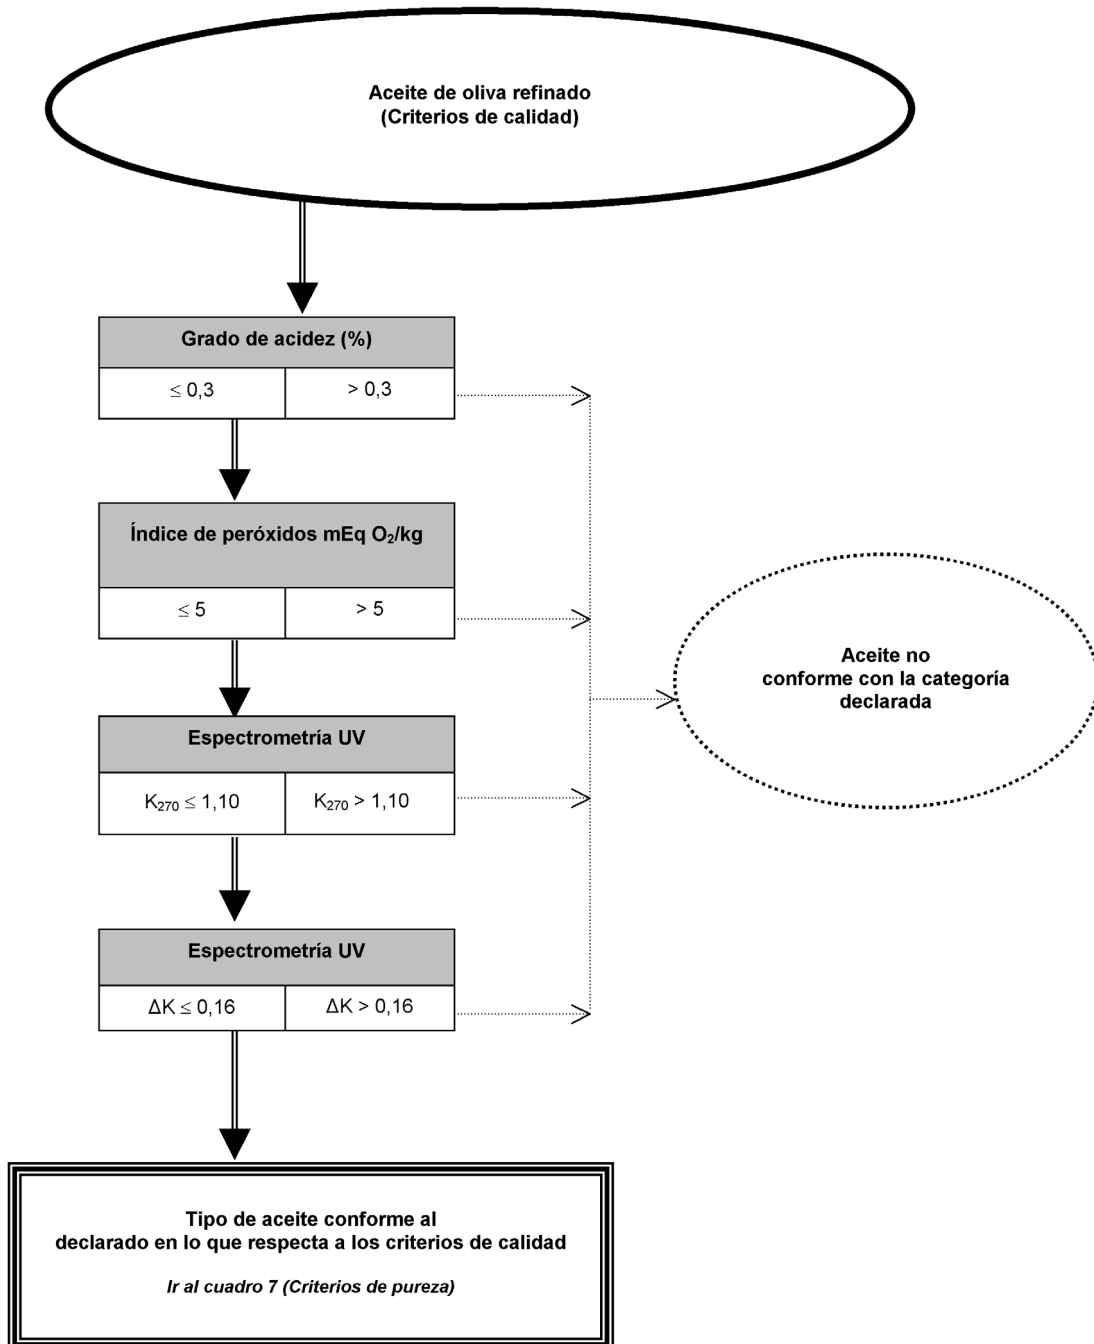 Aceite de oliva refinado
(Criterios de calidad)
Grado de acidez (%)
≤ 0,3
> 0,3
Índice de peróxidos mEq O₂/kg
≤ 5
> 5
Aceite no
conforme con la categoría
declarada
Espectrometría UV
K₂₇₀ ≤ 1,10
K₂₇₀ > 1,10
Espectrometría UV
ΔK ≤ 0,16
ΔK > 0,16
Tipo de aceite conforme al
declarado en lo que respecta a los criterios de calidad
Ir al cuadro 7 (Criterios de pureza)